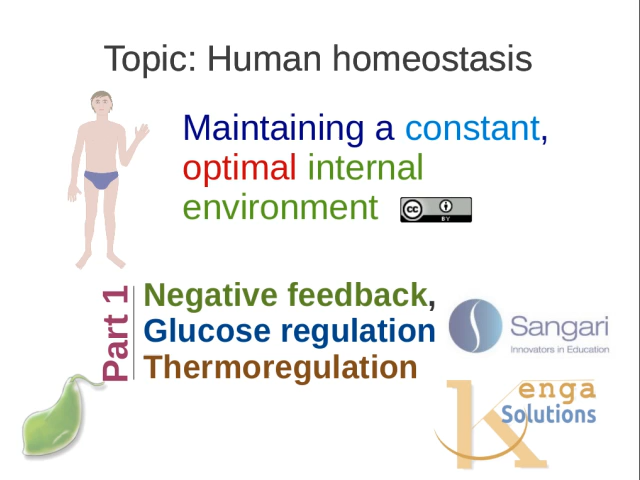 Topic: Human homeostasis
Maintaining a constant,
optimal internal
environment
cc BY
Part 1
Negative feedback,
Glucose regulation
Thermoregulation
Sangari
Innovators in Education
Kenga
Solutions